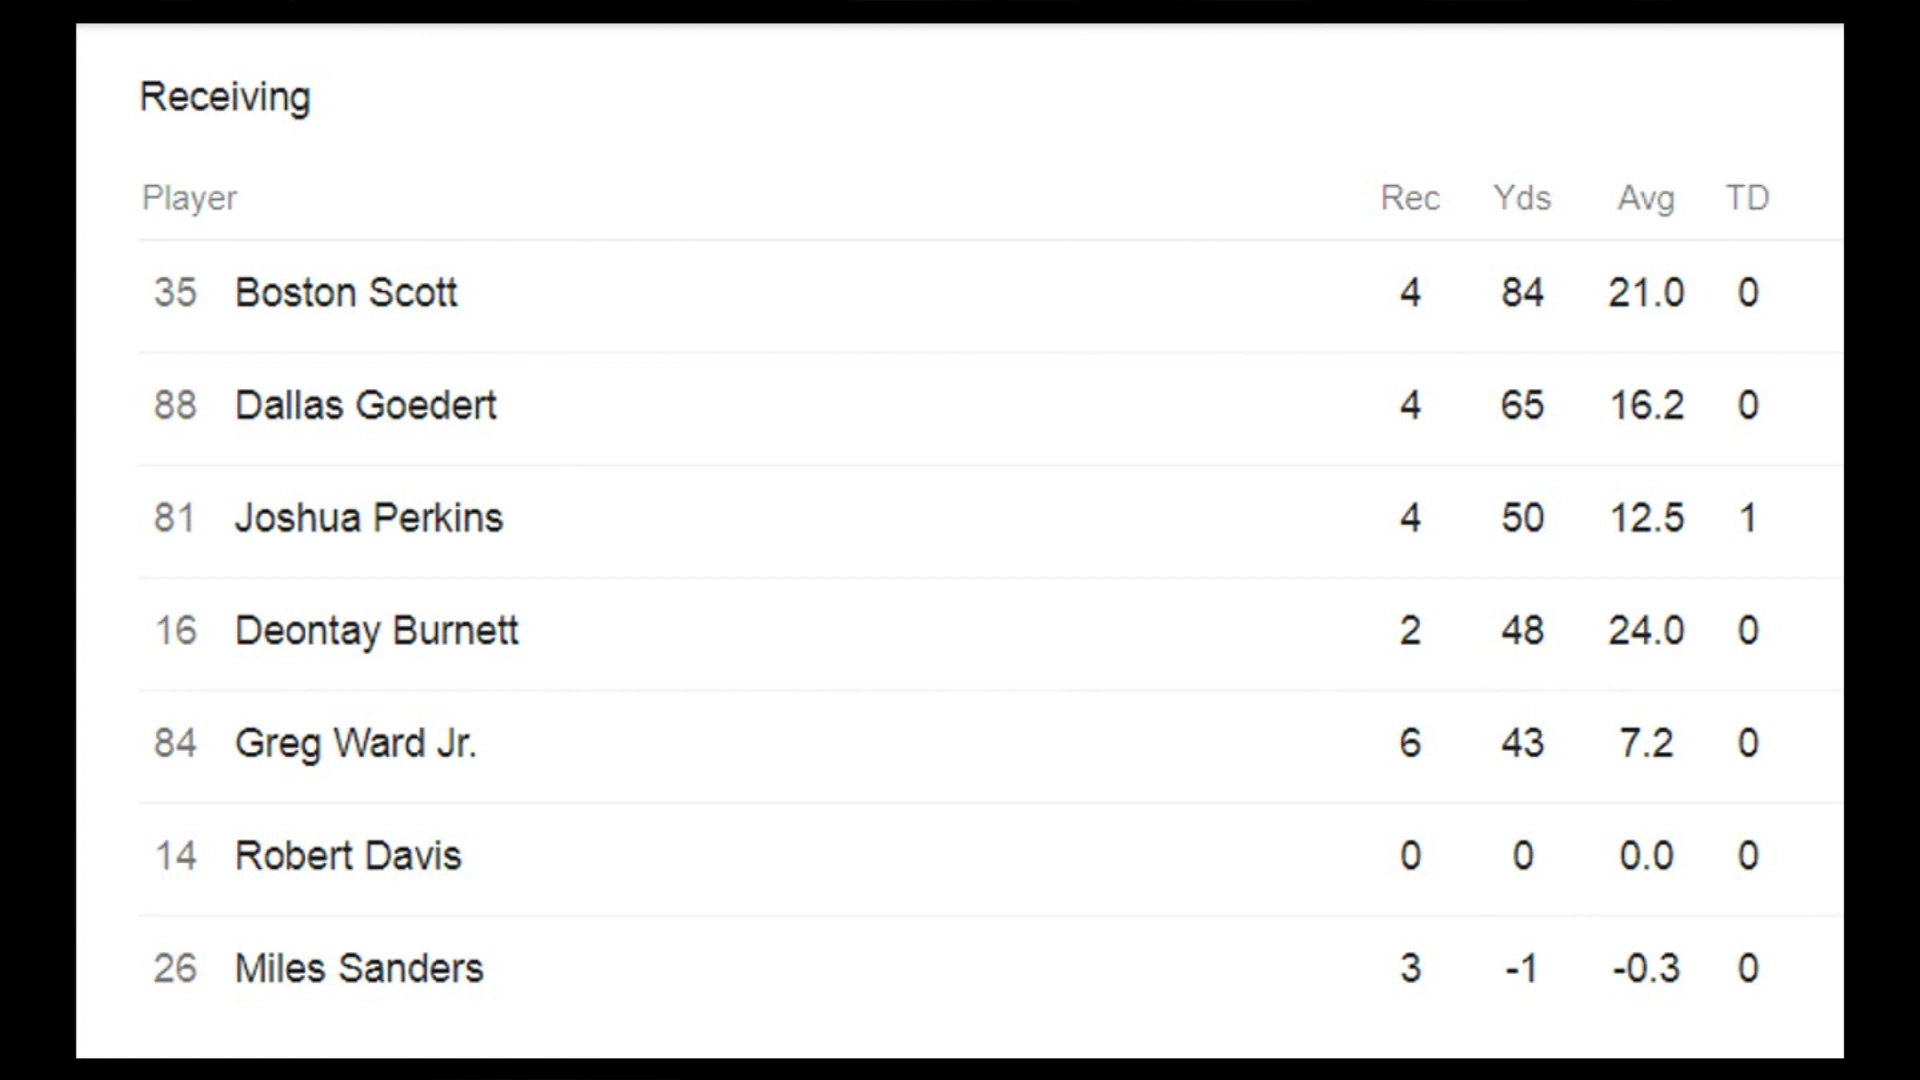 Receiving
Player Rec Yds Avg TD
35 Boston Scott 4 84 21.0 0
88 Dallas Goedert 4 65 16.2 0
81 Joshua Perkins 4 50 12.5 1
16 Deontay Burnett 2 48 24.0 0
84 Greg Ward Jr. 6 43 7.2 0
14 Robert Davis 0 0 0.0 0
26 Miles Sanders 3 -1 -0.3 0